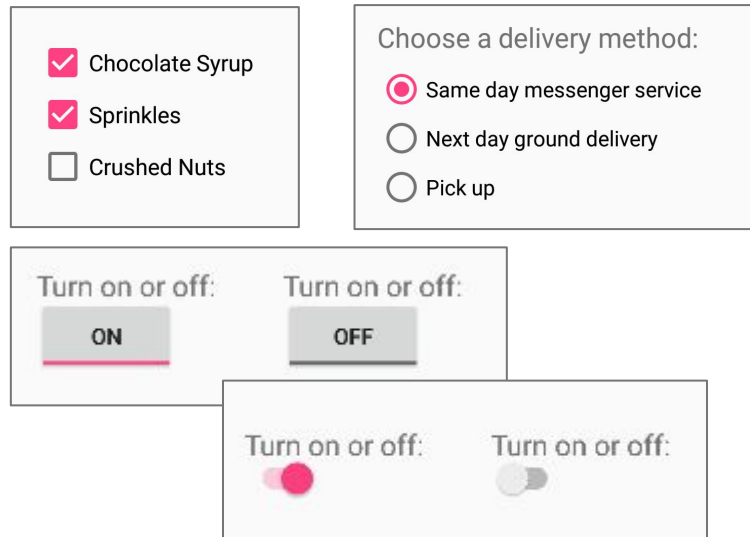 Chocolate Syrup
Sprinkles
Crushed Nuts
Choose a delivery method:
Same day messenger service
Next day ground delivery
Pick up
Turn on or off:
ON
Turn on or off:
OFF
Turn on or off:
Turn on or off: